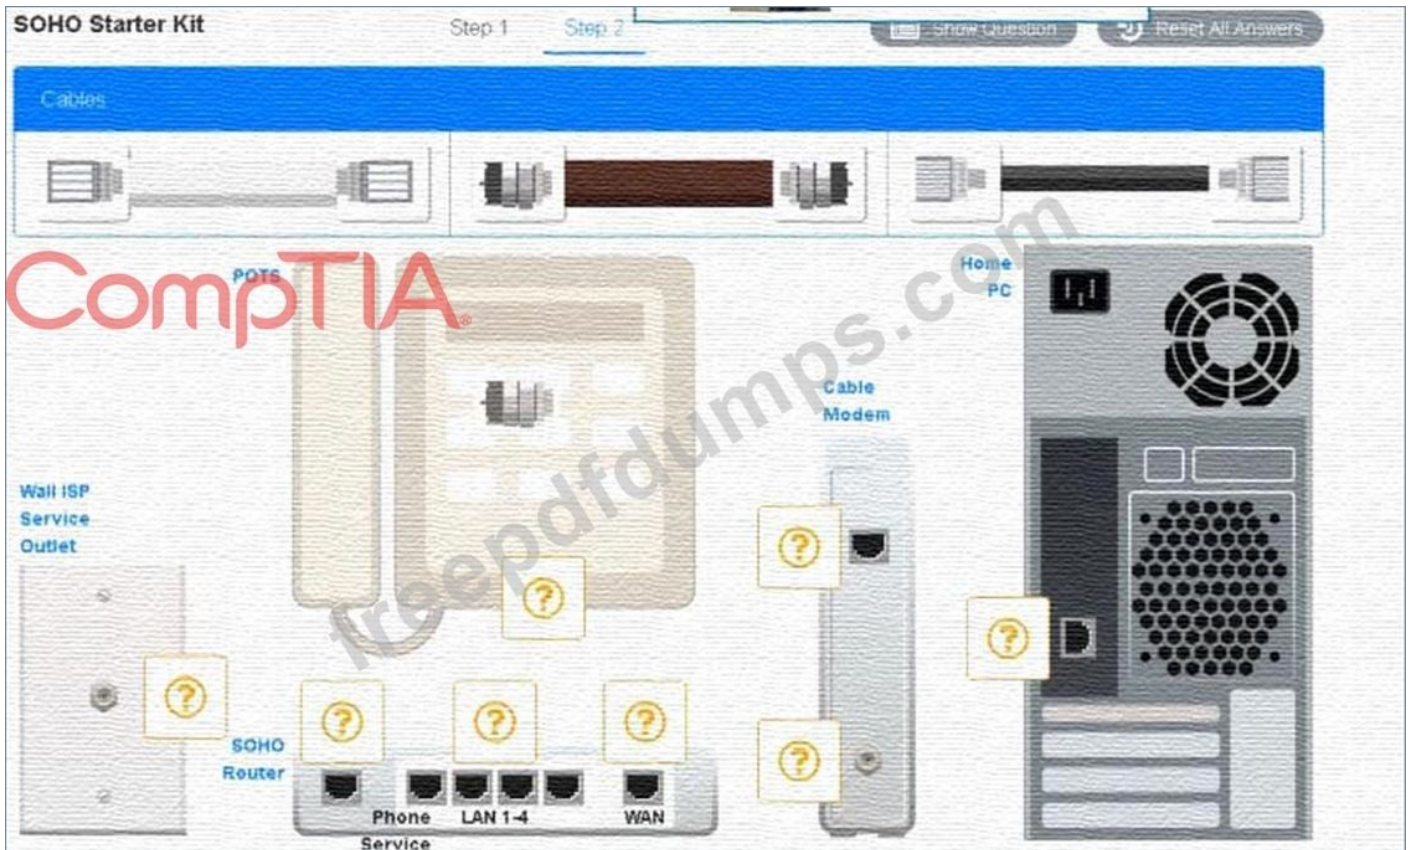 SOHO Starter Kit
Step 1
Step 2
Show Question
Reset All Answers
Cables
CompTIA
POTS
Home
PC
Cable
Modem
Wall ISP
Service
Outlet
freepdfdumps.com
?
?
?
?
?
?
?
?
SOHO
Router
Phone
Service
LAN 1-4
WAN